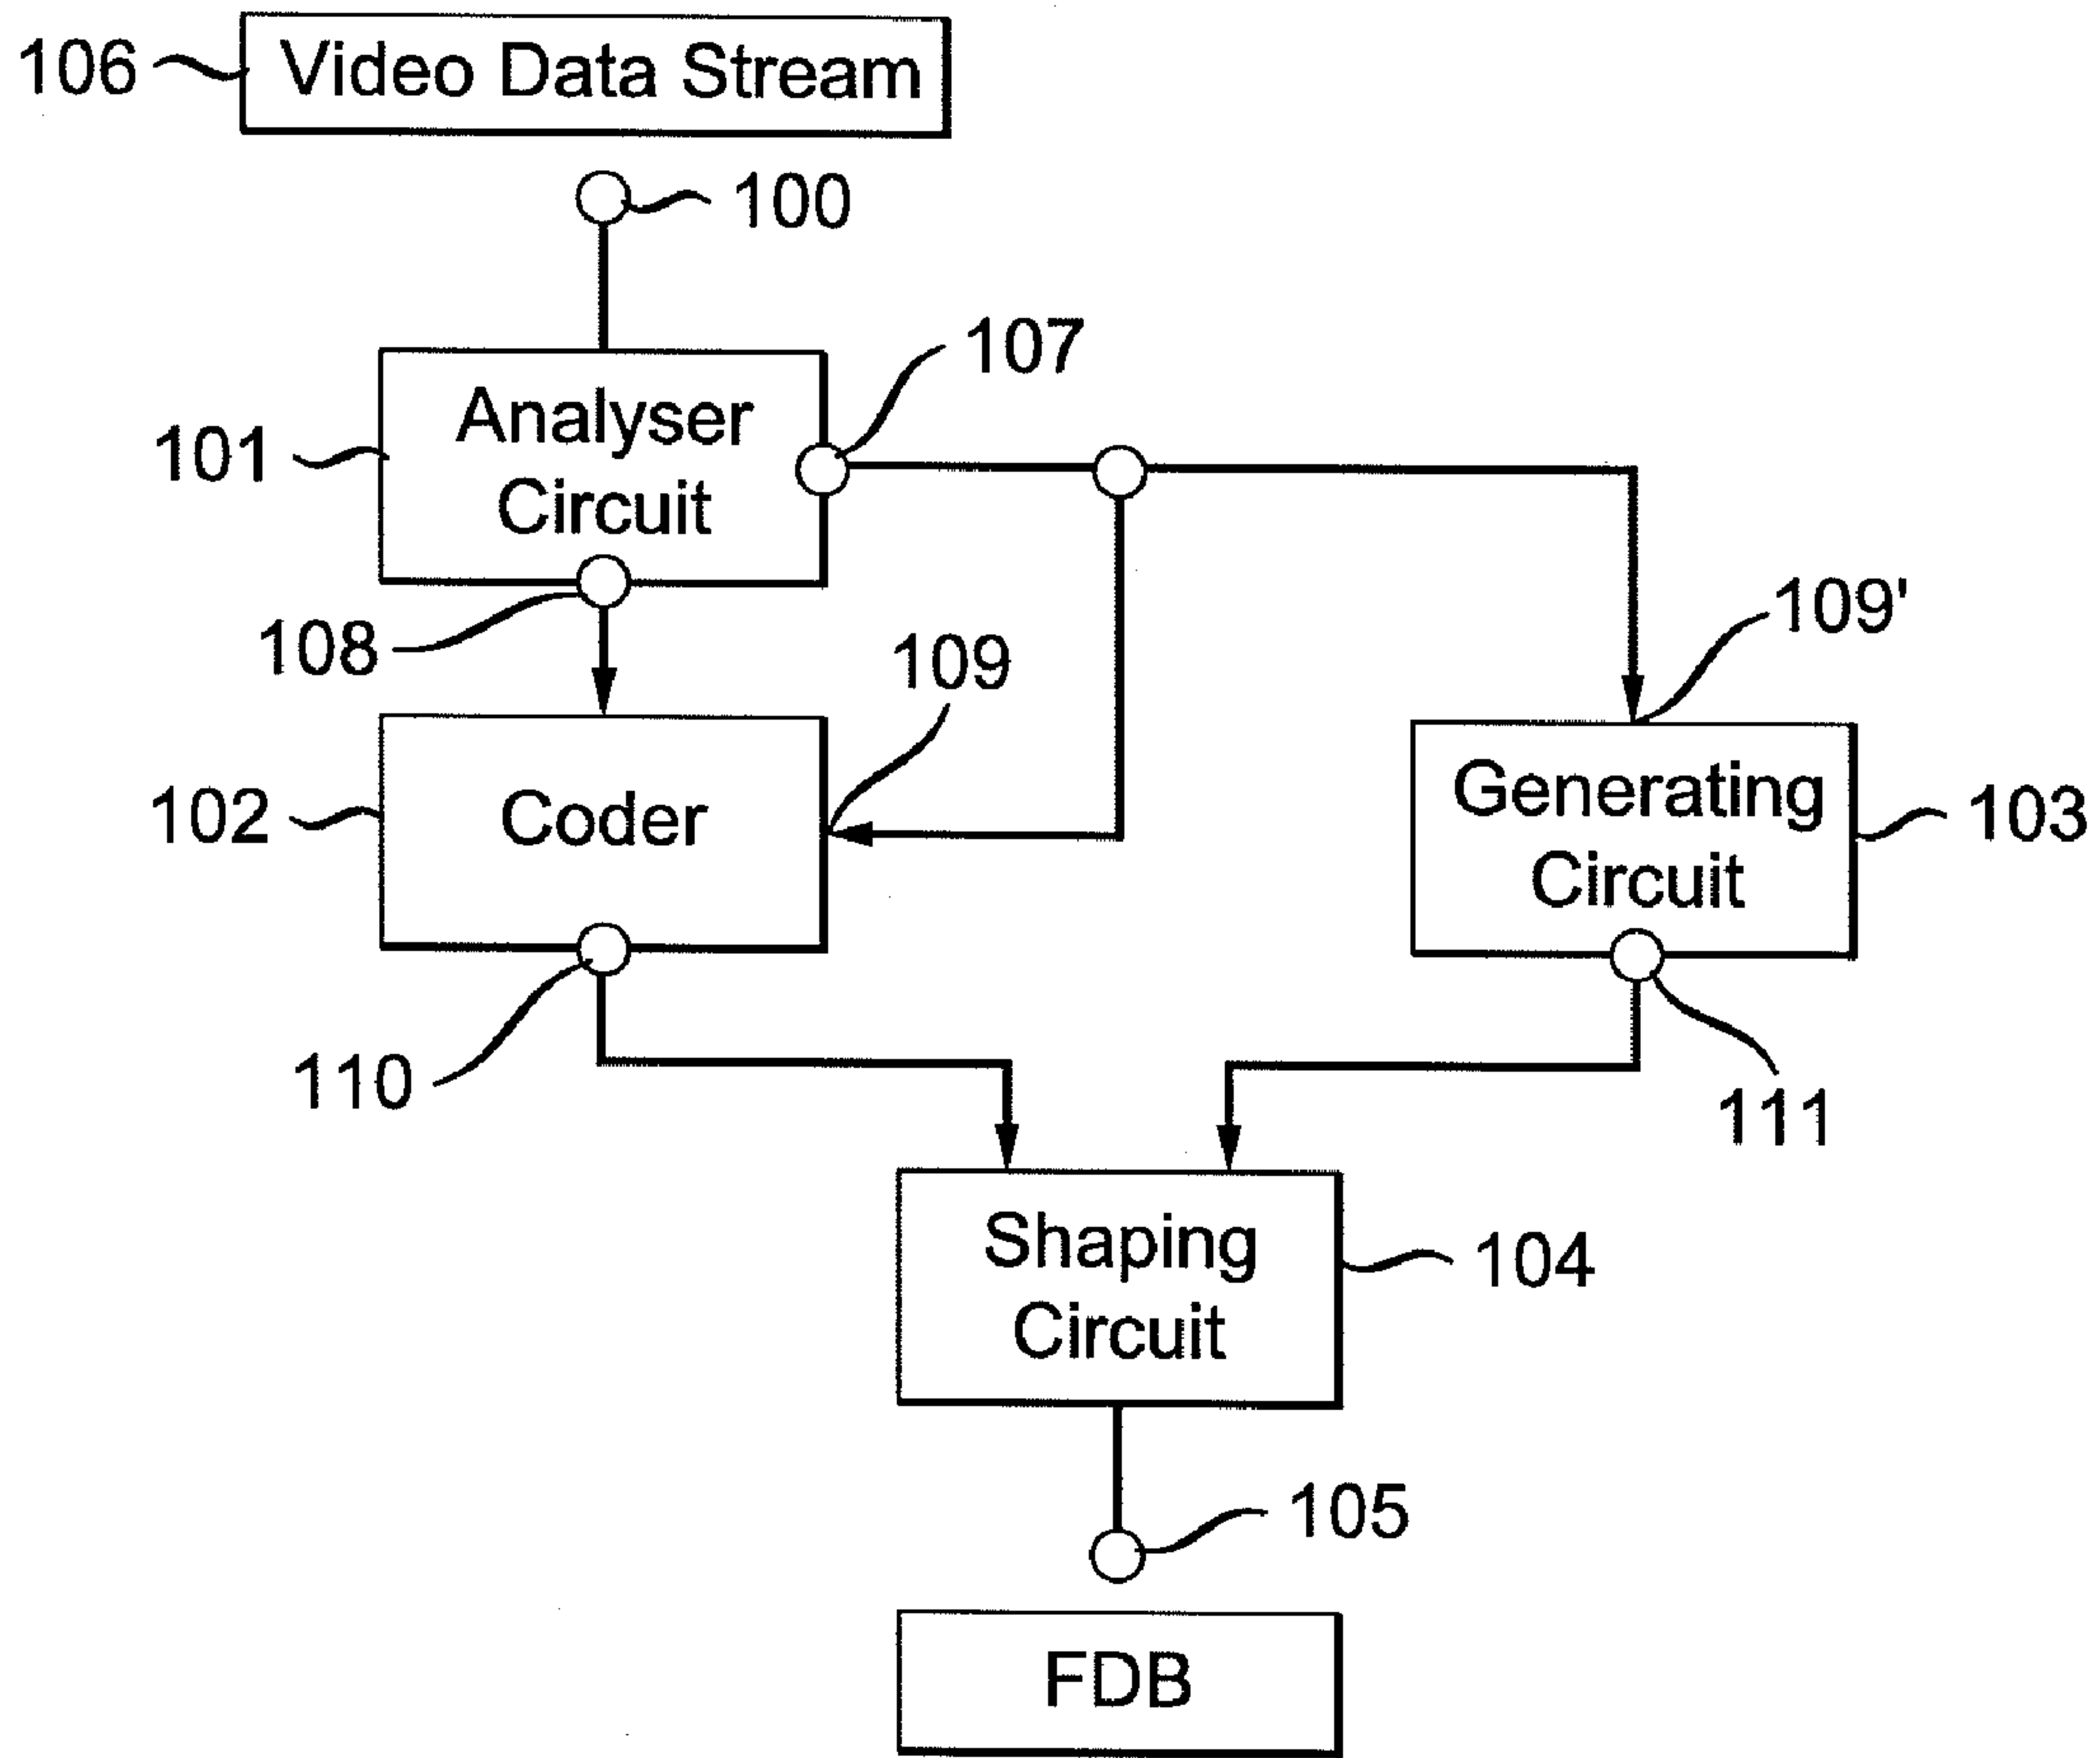 106
Video Data Stream
100
107
101
Analyser
Circuit
108
109
109'
102
Coder
Generating
Circuit
103
110
111
Shaping
Circuit
104
105
FDB